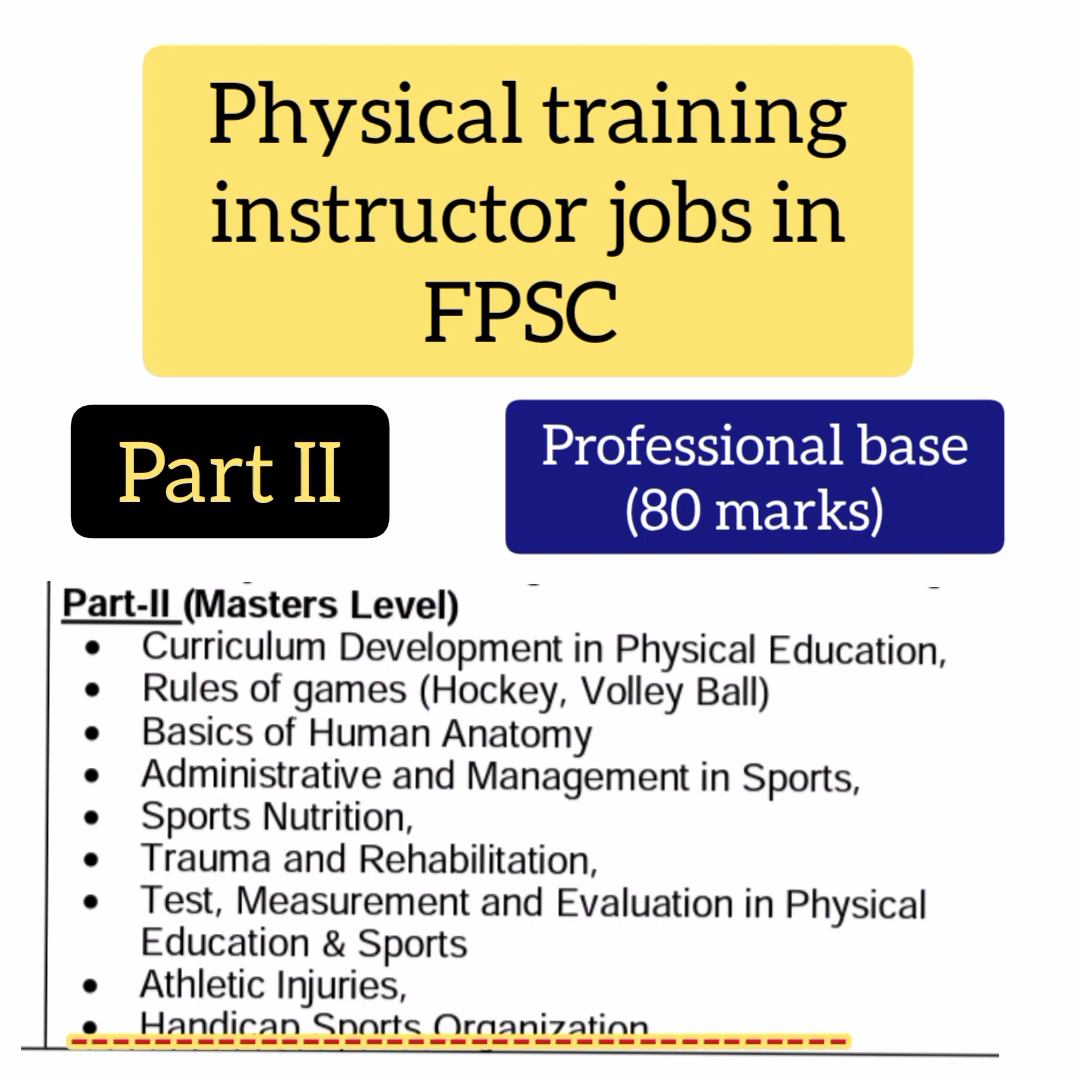 Physical training
instructor jobs in
FPSC
Part II
Professional base
(80 marks)
Part-II (Masters Level)
• Curriculum Development in Physical Education,
• Rules of games (Hockey, Volley Ball)
• Basics of Human Anatomy
• Administrative and Management in Sports,
• Sports Nutrition,
• Trauma and Rehabilitation,
• Test, Measurement and Evaluation in Physical
Education & Sports
• Athletic Injuries,
• Handicap Sports Organization